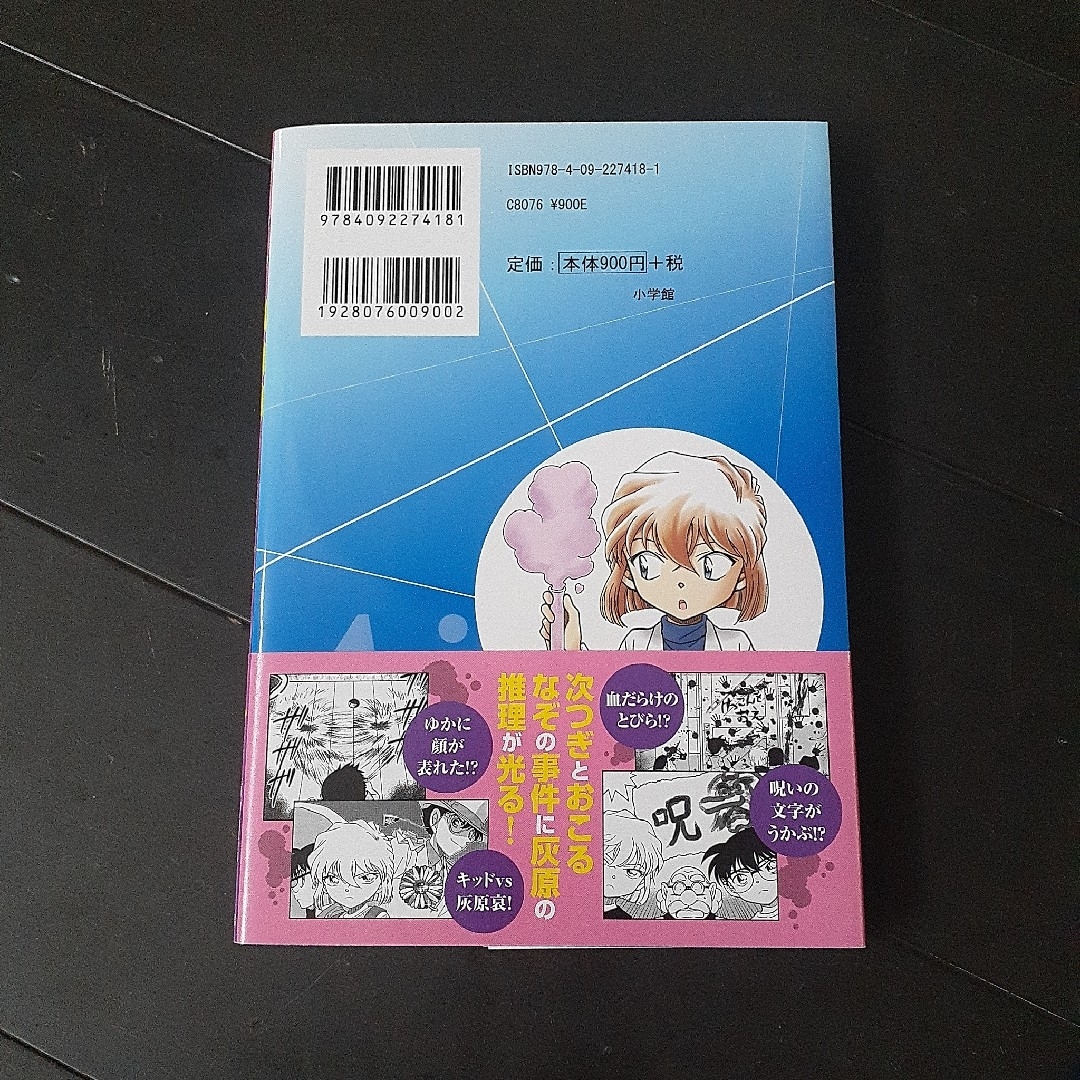 ISBN978-4-09-227418-1
C8076 ¥900E
9784092274181
1928076009002
定価：本体900円＋税
小学館
Ai
次つぎとおこる
なぞの事件に灰原の
推理が光る！
ゆかに
顔が
表れた!?
キッドvs
灰原哀!
血だらけの
とびら!?
呪いの
文字が
うかぶ!?
呪